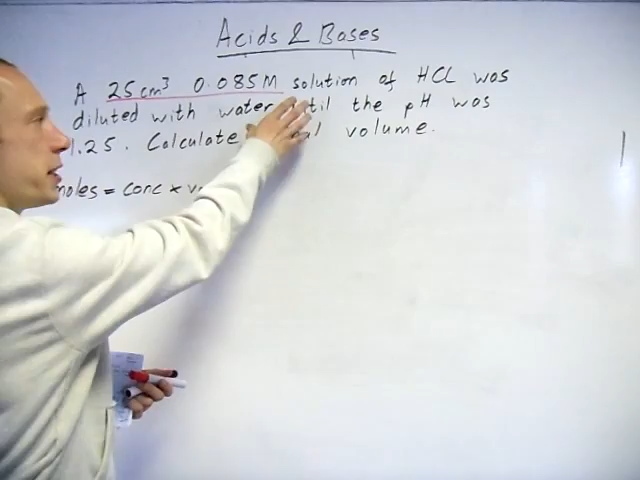 Acids & Bases
A 25cm³ 0.085M solution of HCl was
diluted with water the pH was
1.25. Calculate volume.
moles = conc x